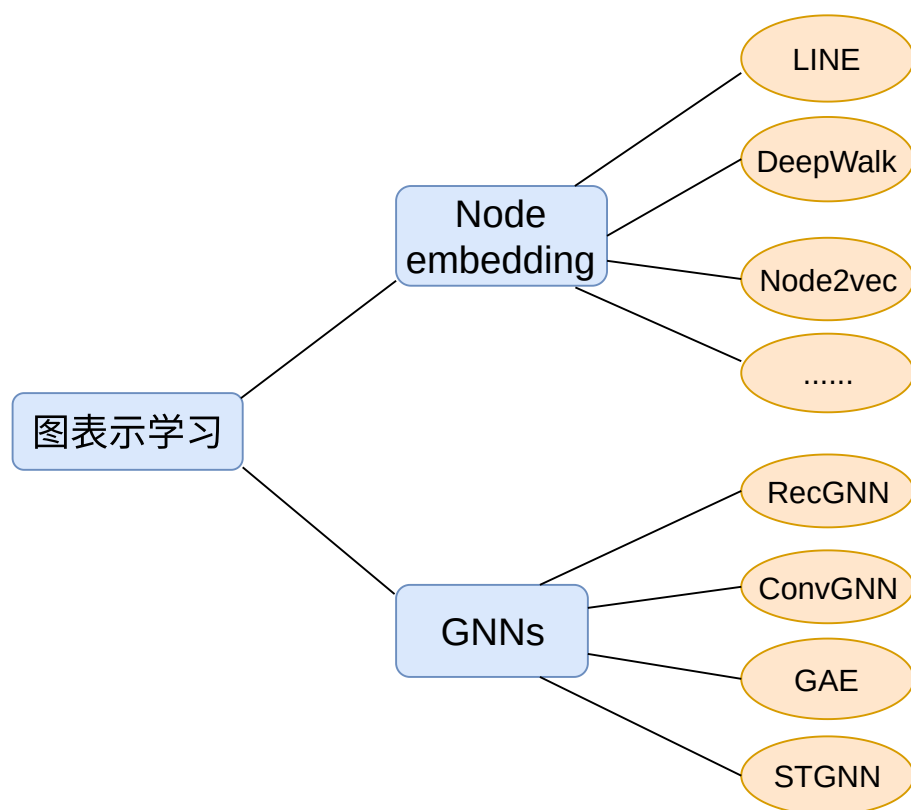 LINE
DeepWalk
Node
embedding
Node2vec
......
图表示学习
RecGNN
ConvGNN
GNNs
GAE
STGNN